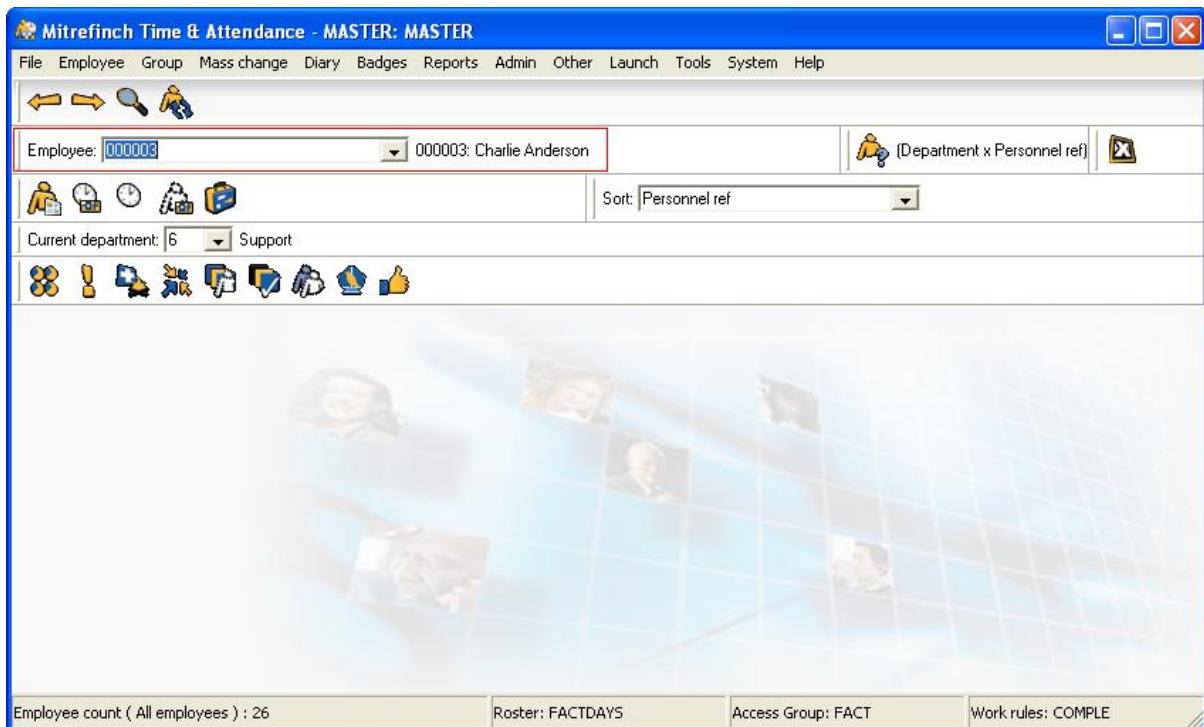 Mitrefinch Time & Attendance - MASTER: MASTER
File Employee Group Mass change Diary Badges Reports Admin Other Launch Tools System Help
Employee: 000003 000003: Charlie Anderson (Department x Personnel ref)
Sort: Personnel ref
Current department: 6 Support
Employee count ( All employees ) : 26 Roster: FACTDAYS Access Group: FACT Work rules: COMPLE